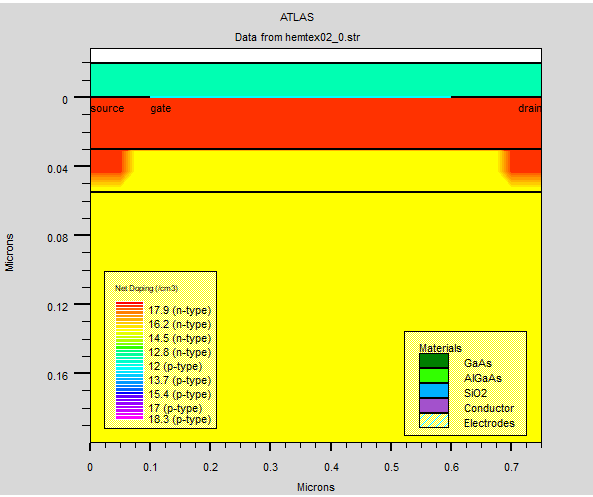 ATLAS
Data from hemtex02_0.str
0
source
gate
drain
0.04
0.08
0.12
0.16
Microns
Net Doping (/cm3)
17.9 (n-type)
16.2 (n-type)
14.5 (n-type)
12.8 (n-type)
12 (p-type)
13.7 (p-type)
15.4 (p-type)
17 (p-type)
18.3 (p-type)
Materials
GaAs
AlGaAs
SiO2
Conductor
Electrodes
0
0.1
0.2
0.3
0.4
0.5
0.6
0.7
Microns